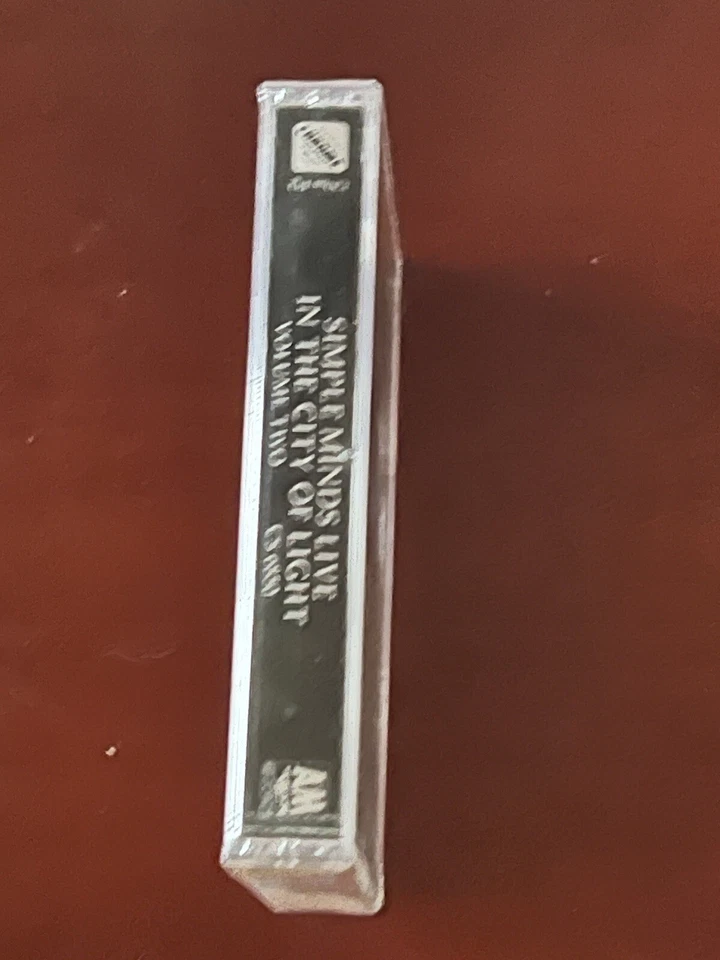 SIMPLE MINDS LIVE
IN THE CITY OF LIGHT
VOLUME TWO